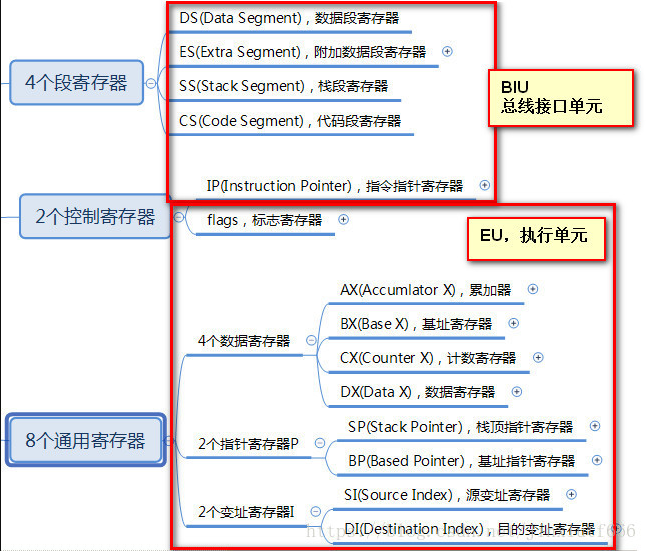 DS(Data Segment)，数据段寄存器
ES(Extra Segment)，附加数据段寄存器
4个段寄存器
SS(Stack Segment)，栈段寄存器
CS(Code Segment)，代码段寄存器
BIU
总线接口单元
IP(Instruction Pointer)，指令指针寄存器
2个控制寄存器
flags，标志寄存器
EU，执行单元
AX(Accumlator X)，累加器
BX(Base X)，基址寄存器
4个数据寄存器
CX(Counter X)，计数寄存器
DX(Data X)，数据寄存器
8个通用寄存器
SP(Stack Pointer)，栈顶指针寄存器
2个指针寄存器P
BP(Based Pointer)，基址指针寄存器
SI(Source Index)，源变址寄存器
2个变址寄存器I
DI(Destination Index)，目的变址寄存器